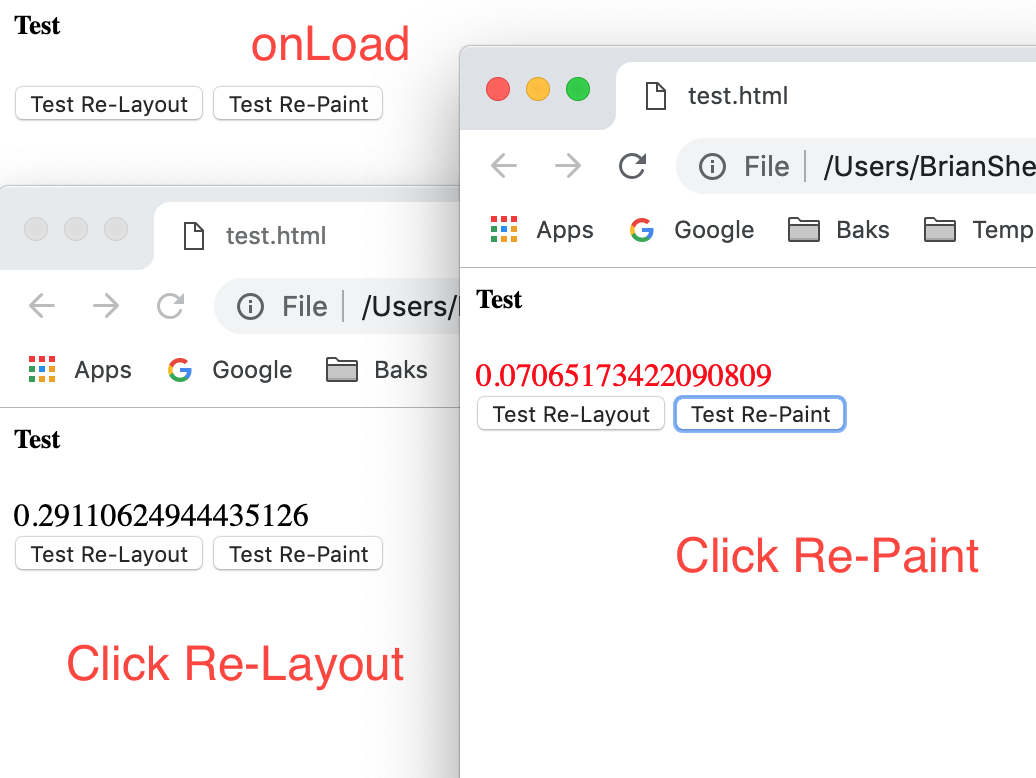 Test
onLoad
Test Re-Layout Test Re-Paint
test.html
File /Users/
Apps Google Baks
Test
0.29110624944435126
Test Re-Layout Test Re-Paint
Click Re-Layout
test.html
File /Users/BrianShe
Apps Google Baks Temp
Test
0.07065173422090809
Test Re-Layout Test Re-Paint
Click Re-Paint